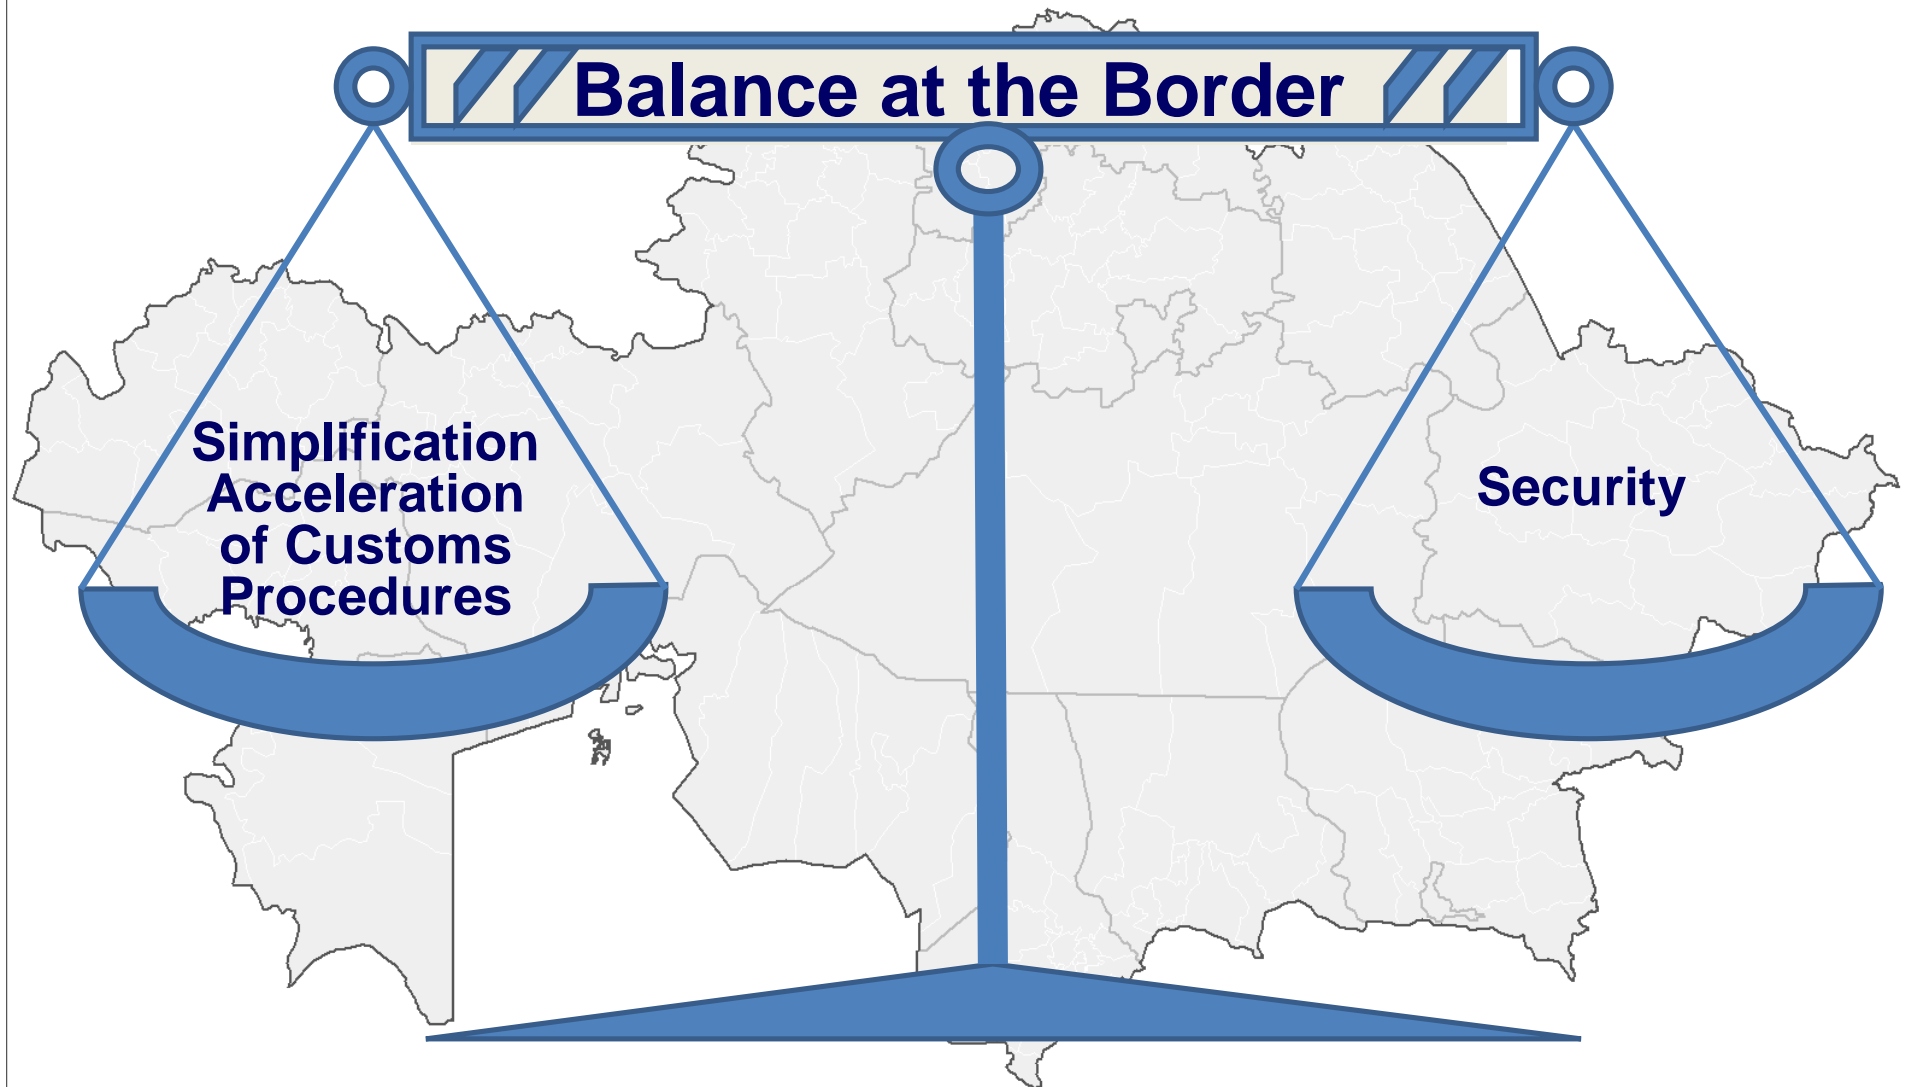 Balance at the Border
Simplification
Acceleration
of Customs
Procedures
Security